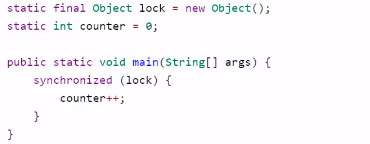 static final Object lock = new Object();
static int counter = 0;

public static void main(String[] args) {
    synchronized (lock) {
        counter++;
    }
}